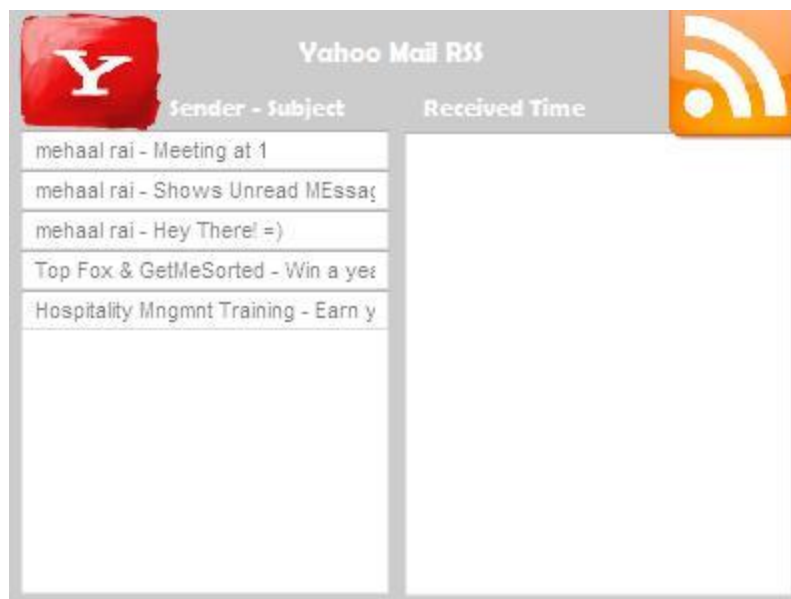 Y
Yahoo Mail RSS
Sender - Subject
Received Time
mehaal rai - Meeting at 1
mehaal rai - Shows Unread MEssag
mehaal rai - Hey There! =)
Top Fox & GetMeSorted - Win a yea
Hospitality Mngmnt Training - Earn y